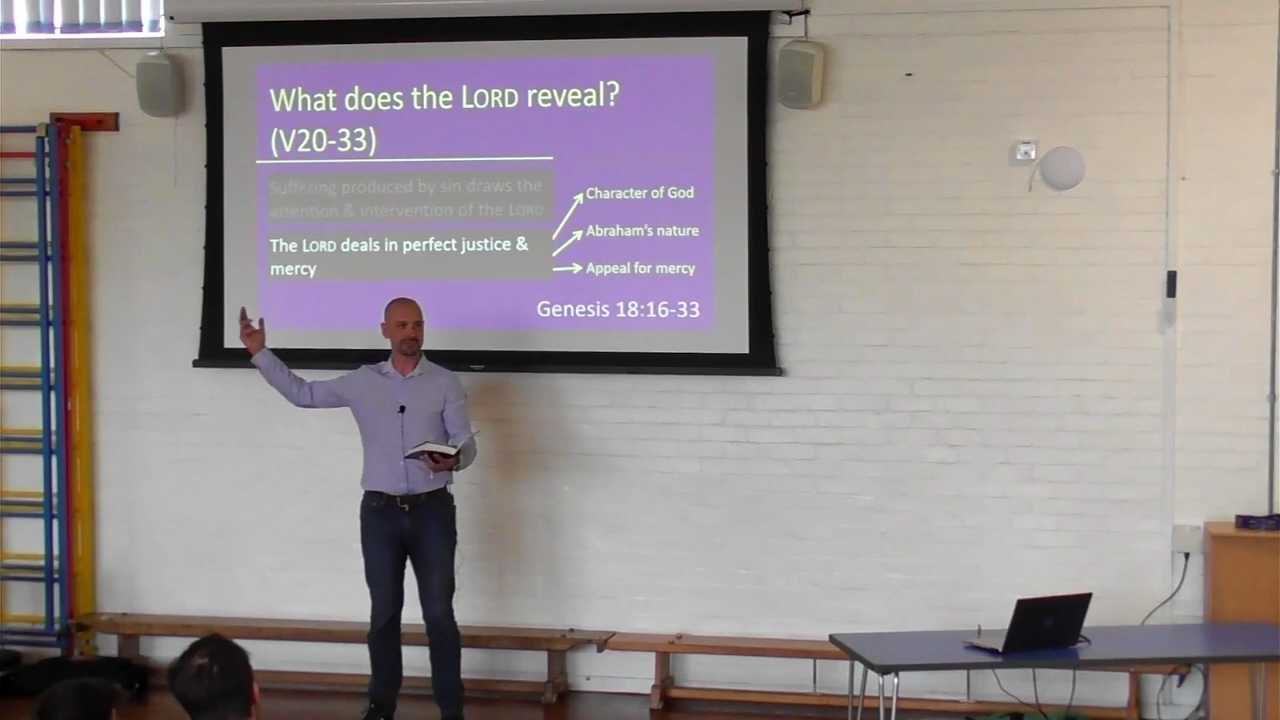 What does the LORD reveal?
(V20-33)
Suffering produced by sin draws the
attention & intervention of the LORD
The LORD deals in perfect justice &
mercy
Character of God
Abraham's nature
Appeal for mercy
Genesis 18:16-33